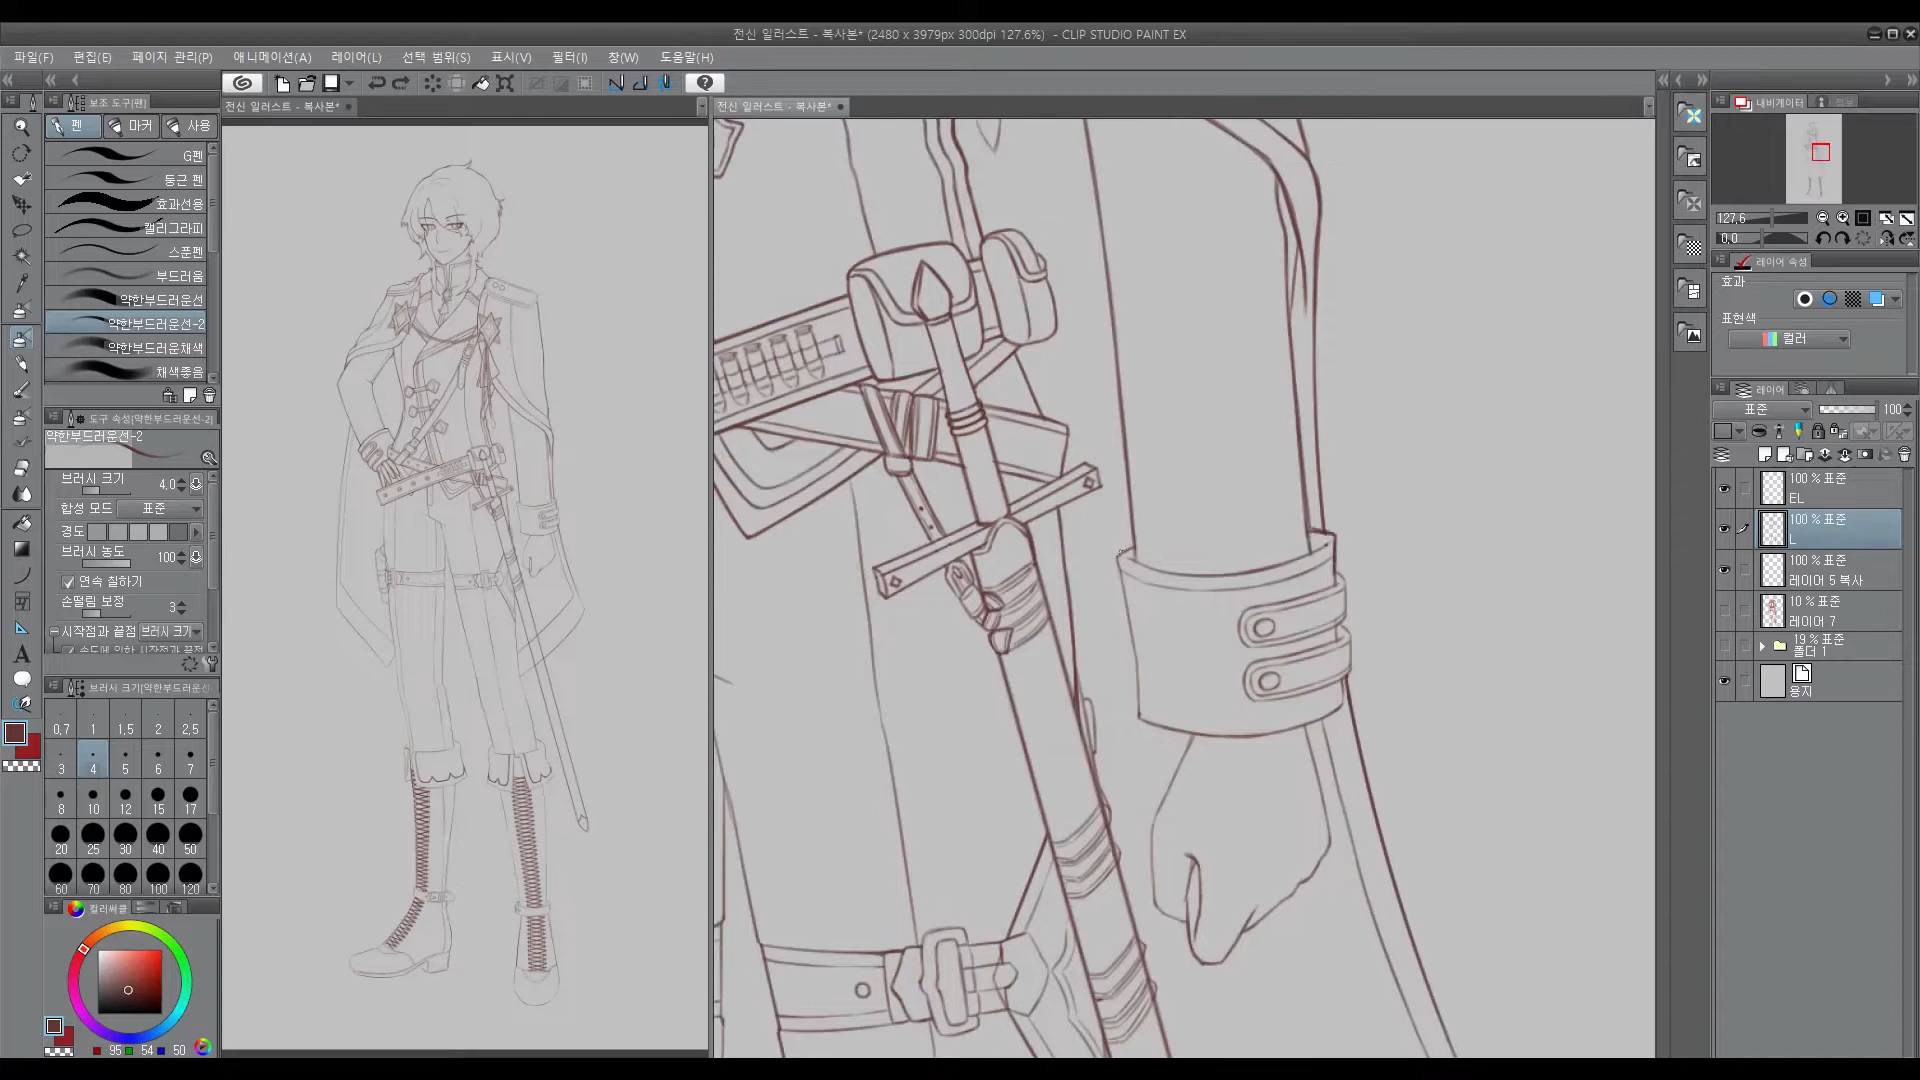 전신 일러스트 - 복사본* (2480 x 3979px 300dpi 127.6%)  - CLIP STUDIO PAINT EX
파일(F) 편집(E) 페이지 관리(P) 애니메이션(A) 레이어(L) 선택 범위(S) 표시(V) 필터(I) 창(W) 도움말(H)
보조 도구[펜]
전신 일러스트 - 복사본*
전신 일러스트 - 복사본*
내비게이터 정보
펜 마커 사용
G펜
둥근 펜
효과선용
캘리그라피
스푼펜
부드러움
약한부드러운선
약한부드러운선-2
약한부드러운채색
채색좋음
도구 속성[약한부드러운선-2]
약한부드러운선-2
브러시 크기 4.0
합성 모드 표준
경도
브러시 농도 100
연속 칠하기
손떨림 보정 3
시작점과 끝점 브러시 크기
속도에 의한 시작점과 끝점
브러시 크기[약한부드러운선
0.7 1 1.5 2 2.5
3 4 5 6 7
8 10 12 15 17
20 25 30 40 50
60 70 80 100 120
컬러써클
95 54 50
127.6
0.0
레이어 속성
효과
표현색
컬러
레이어
표준 100
100 % 표준
EL
100 % 표준
L
100 % 표준
레이어 5 복사
10 % 표준
레이어 7
19 % 표준
폴더 1
용지